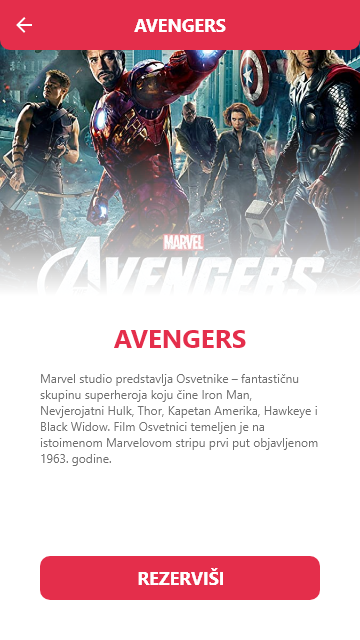 AVENGERS
MARVEL
AVENGERS
AVENGERS
Marvel studio predstavlja Osvetnike – fantastičnu
skupinu superheroja koju čine Iron Man,
Nevjerojatni Hulk, Thor, Kapetan Amerika, Hawkeye i
Black Widow. Film Osvetnici temeljen je na
istoimenom Marvelovom stripu prvi put objavljenom
1963. godine.
REZERVIŠI